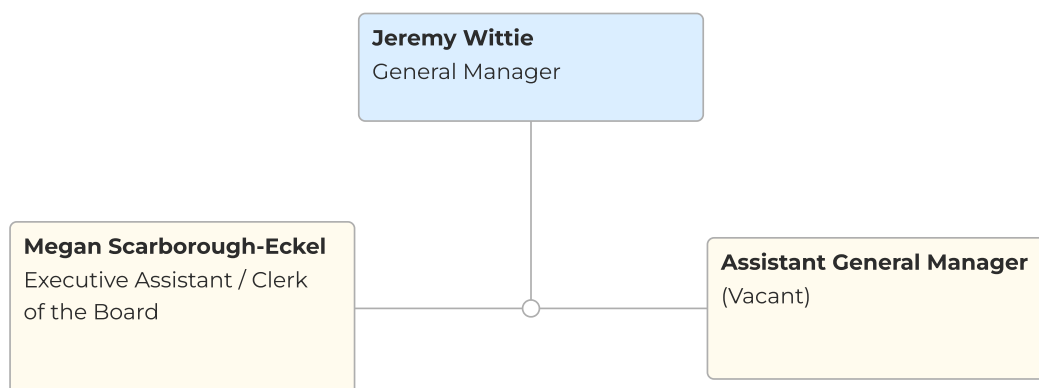 Jeremy Wittie
General Manager
Megan Scarborough-Eckel
Executive Assistant / Clerk
of the Board
Assistant General Manager
(Vacant)